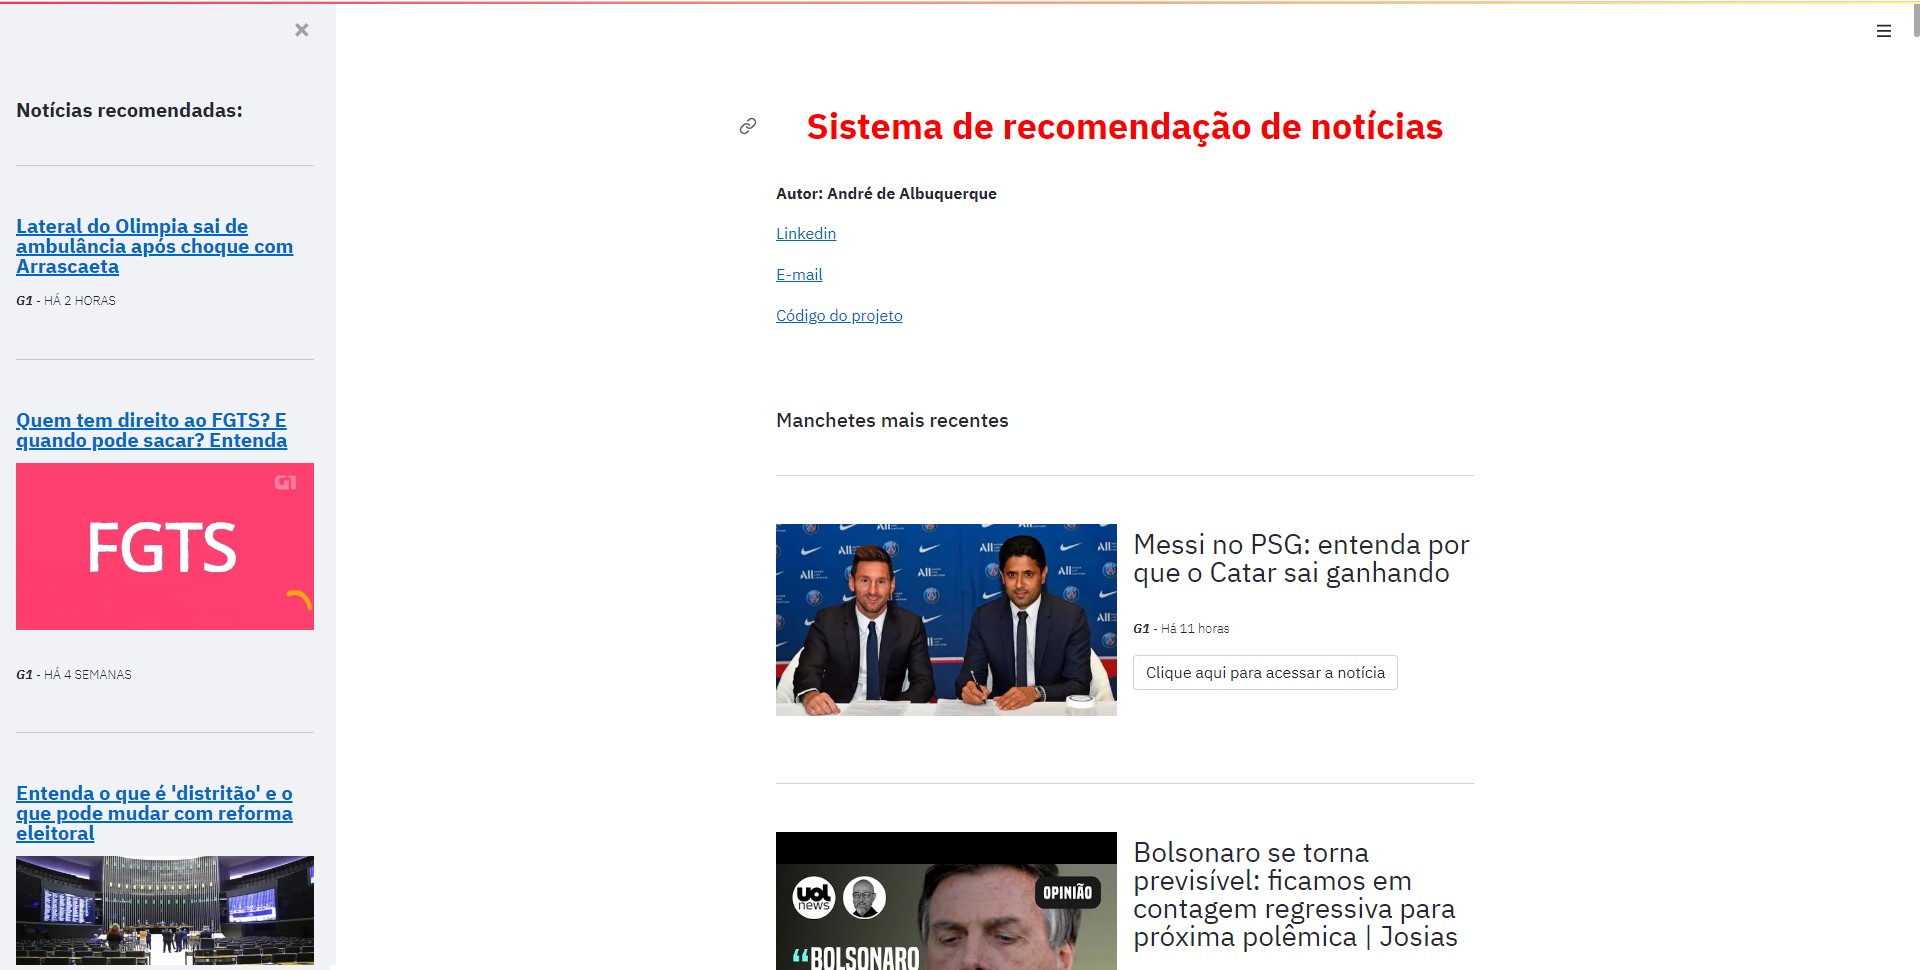 Notícias recomendadas:
Lateral do Olimpia sai de
ambulância após choque com
Arrascaeta
G1 - HÁ 2 HORAS
Quem tem direito ao FGTS? E
quando pode sacar? Entenda
G1
FGTS
G1 - HÁ 4 SEMANAS
Entenda o que é 'distritão' e o
que pode mudar com reforma
eleitoral
Sistema de recomendação de notícias
Autor: André de Albuquerque
Linkedin
E-mail
Código do projeto
Manchetes mais recentes
Messi no PSG: entenda por
que o Catar sai ganhando
G1 - Há 11 horas
Clique aqui para acessar a notícia
Bolsonaro se torna
previsível: ficamos em
contagem regressiva para
próxima polêmica | Josias
uol
news
OPINIÃO
“BOLSONARO